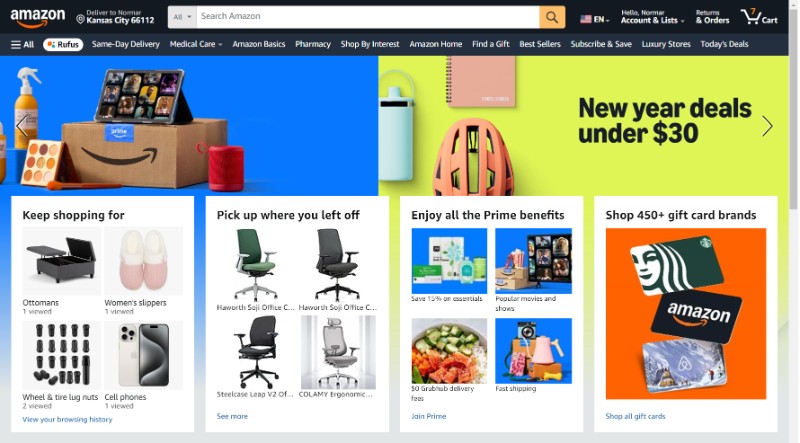 amazon
Deliver to Normar
Kansas City 66112
All
Search Amazon
EN
Hello, Normar
Account & Lists
Returns
& Orders
7
Cart
All
Rufus
Same-Day Delivery
Medical Care
Amazon Basics
Pharmacy
Shop By Interest
Amazon Home
Find a Gift
Best Sellers
Subscribe & Save
Luxury Stores
Today's Deals
prime
New year deals
under $30
Keep shopping for
Ottomans
1 viewed
Women's slippers
1 viewed
Wheel & tire lug nuts
2 viewed
Cell phones
1 viewed
View your browsing history
Pick up where you left off
Haworth Soji Office C...
Haworth Soji Office C...
Steelcase Leap V2 Of...
COLAMY Ergonomic...
See more
Enjoy all the Prime benefits
Save 15% on essentials
Popular movies and
shows
$0 Grubhub delivery
fees
Fast shipping
Join Prime
Shop 450+ gift card brands
amazon
Shop all gift cards